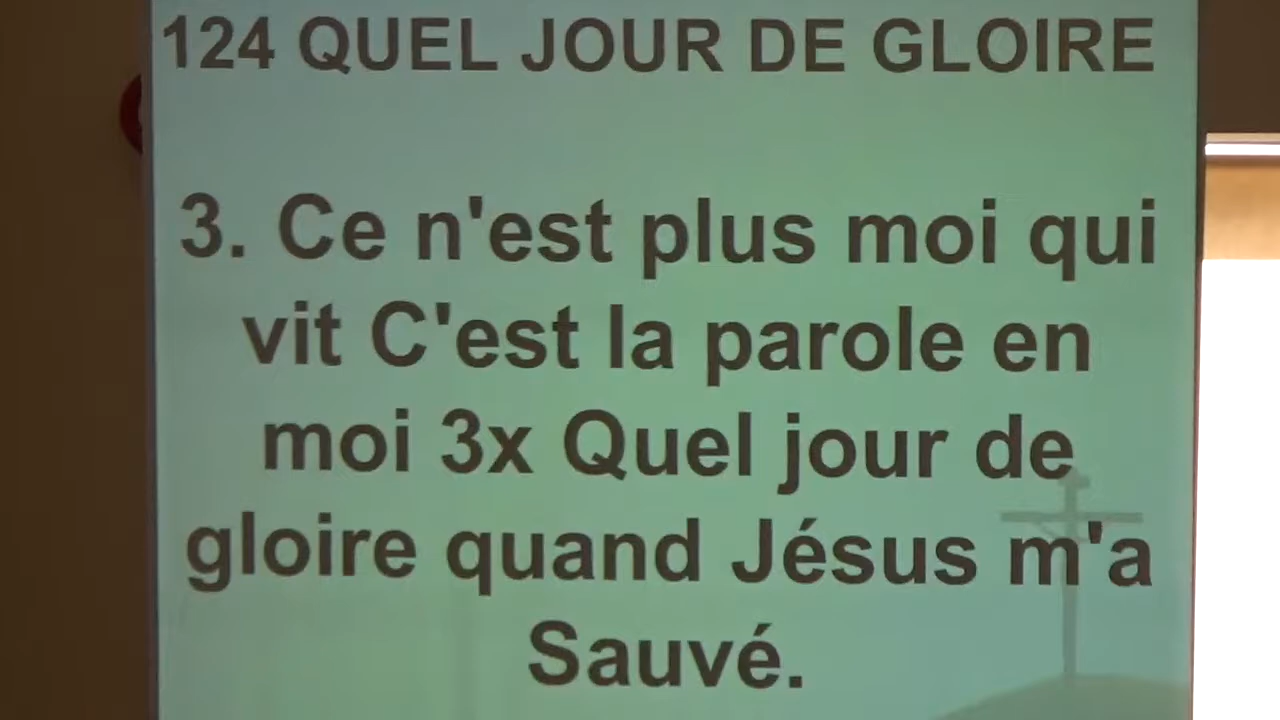 124 QUEL JOUR DE GLOIRE
3. Ce n'est plus moi qui
vit C'est la parole en
moi 3x Quel jour de
gloire quand Jésus m'a
Sauvé.